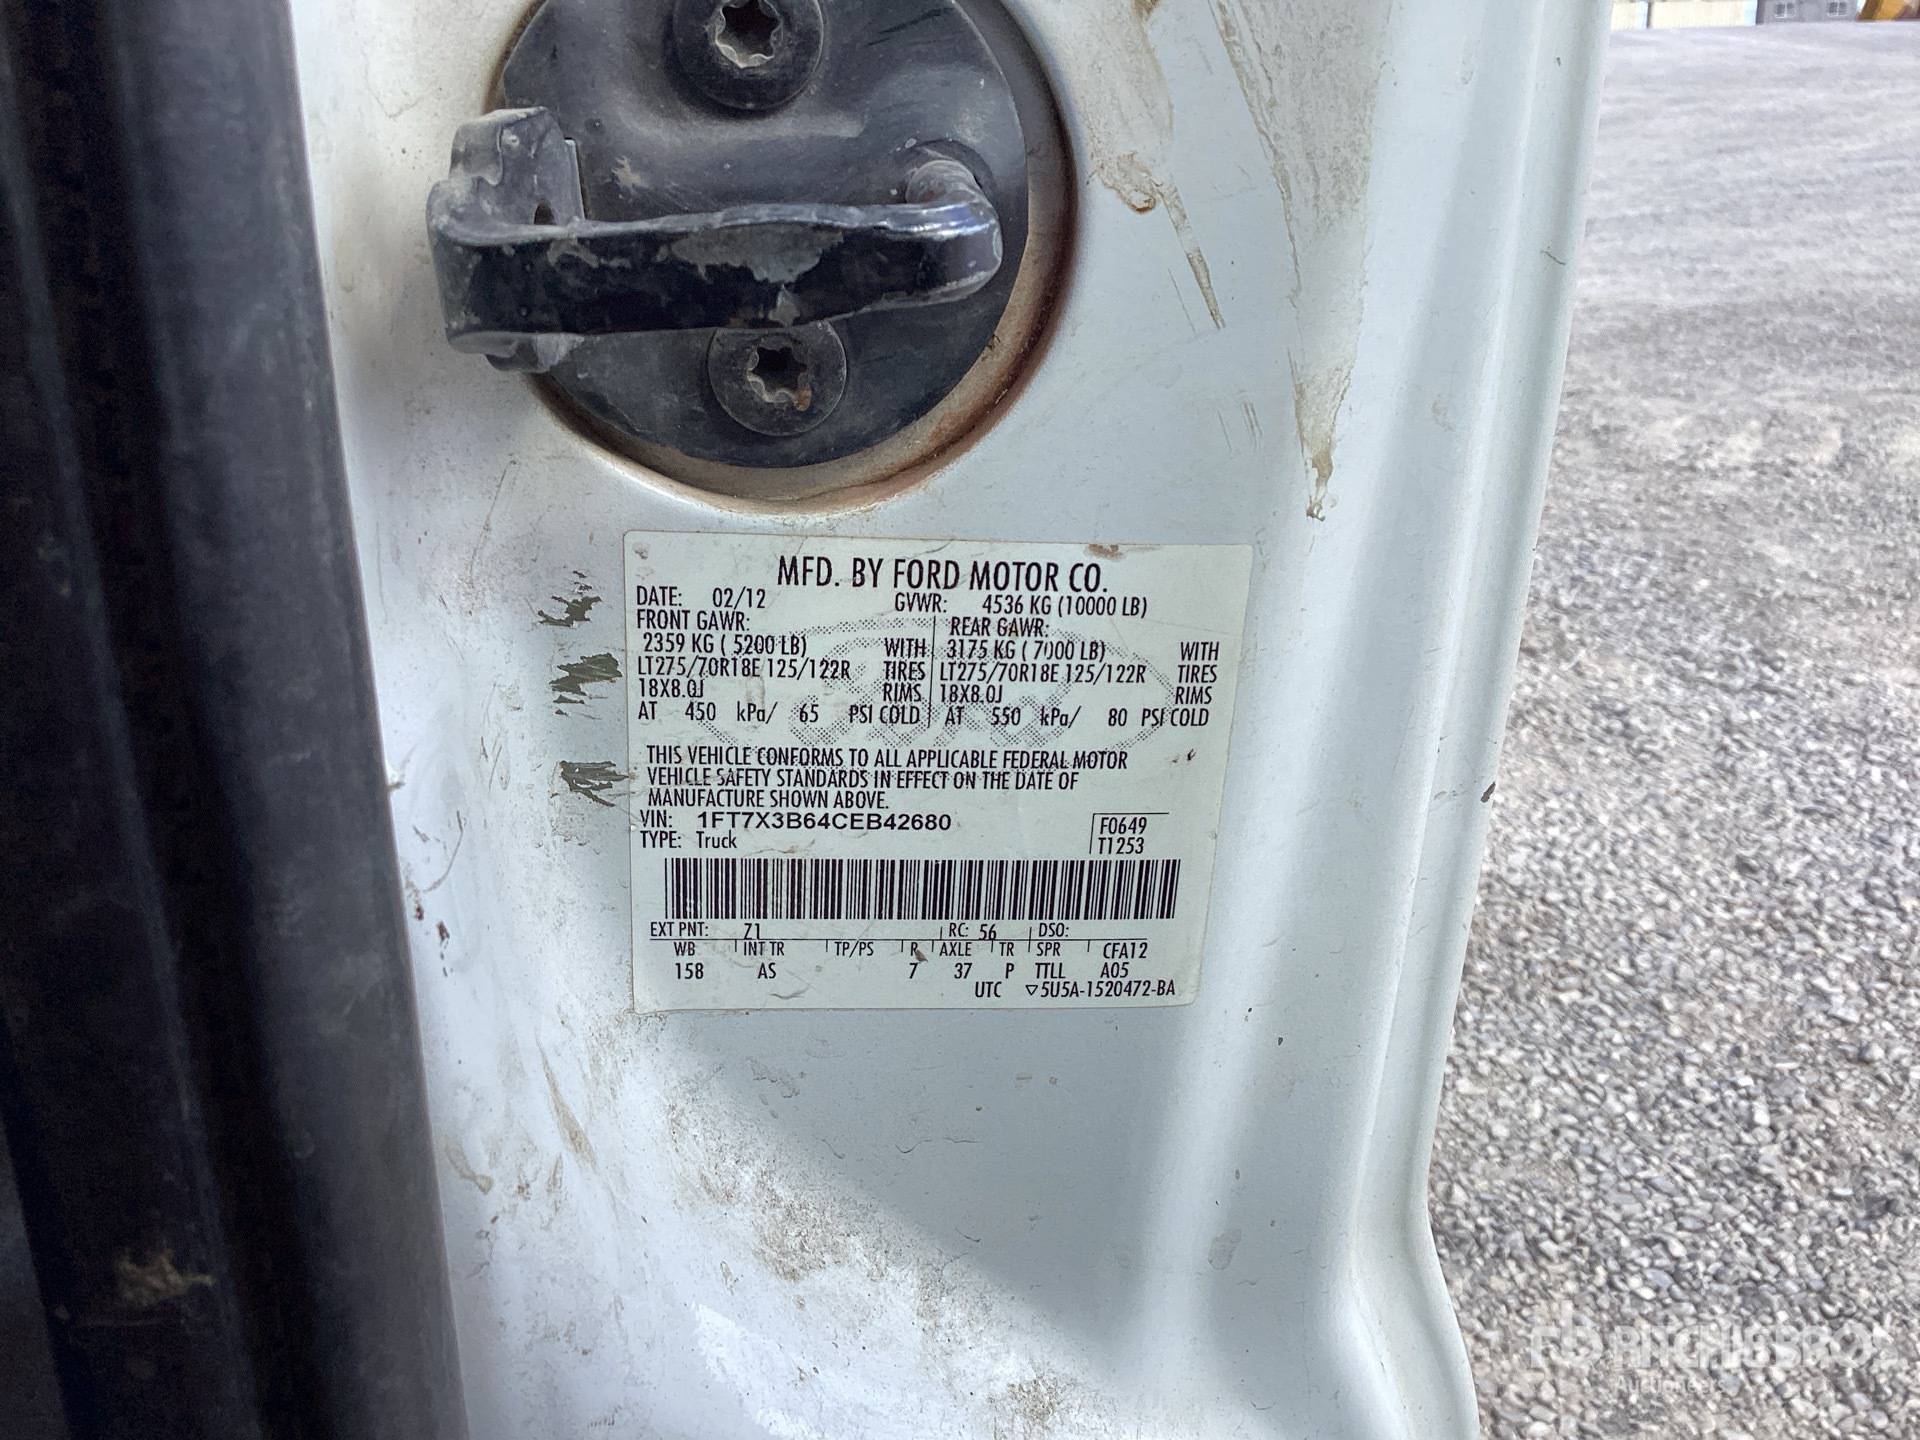 MFD. BY FORD MOTOR CO.
DATE: 02/12 GVWR: 4536 KG (10000 LB)
FRONT GAWR: REAR GAWR:
2359 KG ( 5200 LB) WITH 3175 KG ( 7000 LB) WITH
LT275/70R18E 125/122R TIRES LT275/70R18E 125/122R TIRES
18X8.0J RIMS 18X8.0J RIMS
AT 450 kPa/ 65 PSI COLD AT 550 kPa/ 80 PSI COLD
THIS VEHICLE CONFORMS TO ALL APPLICABLE FEDERAL MOTOR
VEHICLE SAFETY STANDARDS IN EFFECT ON THE DATE OF
MANUFACTURE SHOWN ABOVE.
VIN: 1FT7X3B64CEB42680 F0649
TYPE: Truck T1253
EXT PNT: Z1 RC: 56 DSO:
WB INT TR TP/PS R AXLE TR SPR CFA12
158 AS 7 37 P TTLL A05
UTC ▽5U5A-1520472-BA
RITCHIE BROS
Auctioneers